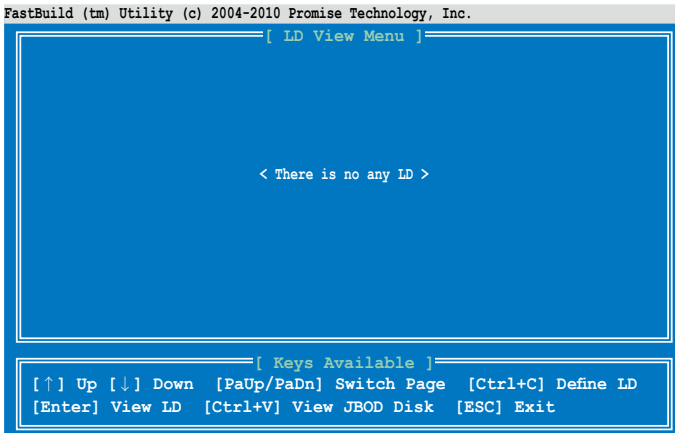 FastBuild (tm) Utility (c) 2004-2010 Promise Technology, Inc.
[ LD View Menu ]
< There is no any LD >
[ Keys Available ]
[↑] Up [↓] Down [PaUp/PaDn] Switch Page [Ctrl+C] Define LD
[Enter] View LD [Ctrl+V] View JBOD Disk [ESC] Exit